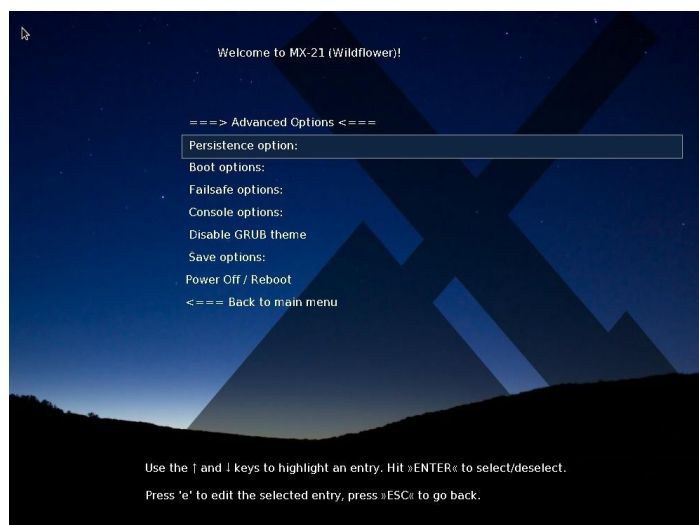 Welcome to MX-21 (Wildflower)!
===> Advanced Options <===
Persistence option:
Boot options:
Failsafe options:
Console options:
Disable GRUB theme
Save options:
Power Off / Reboot
<=== Back to main menu
Use the ↑ and ↓ keys to highlight an entry. Hit »ENTER« to select/deselect.
Press 'e' to edit the selected entry, press »ESC« to go back.